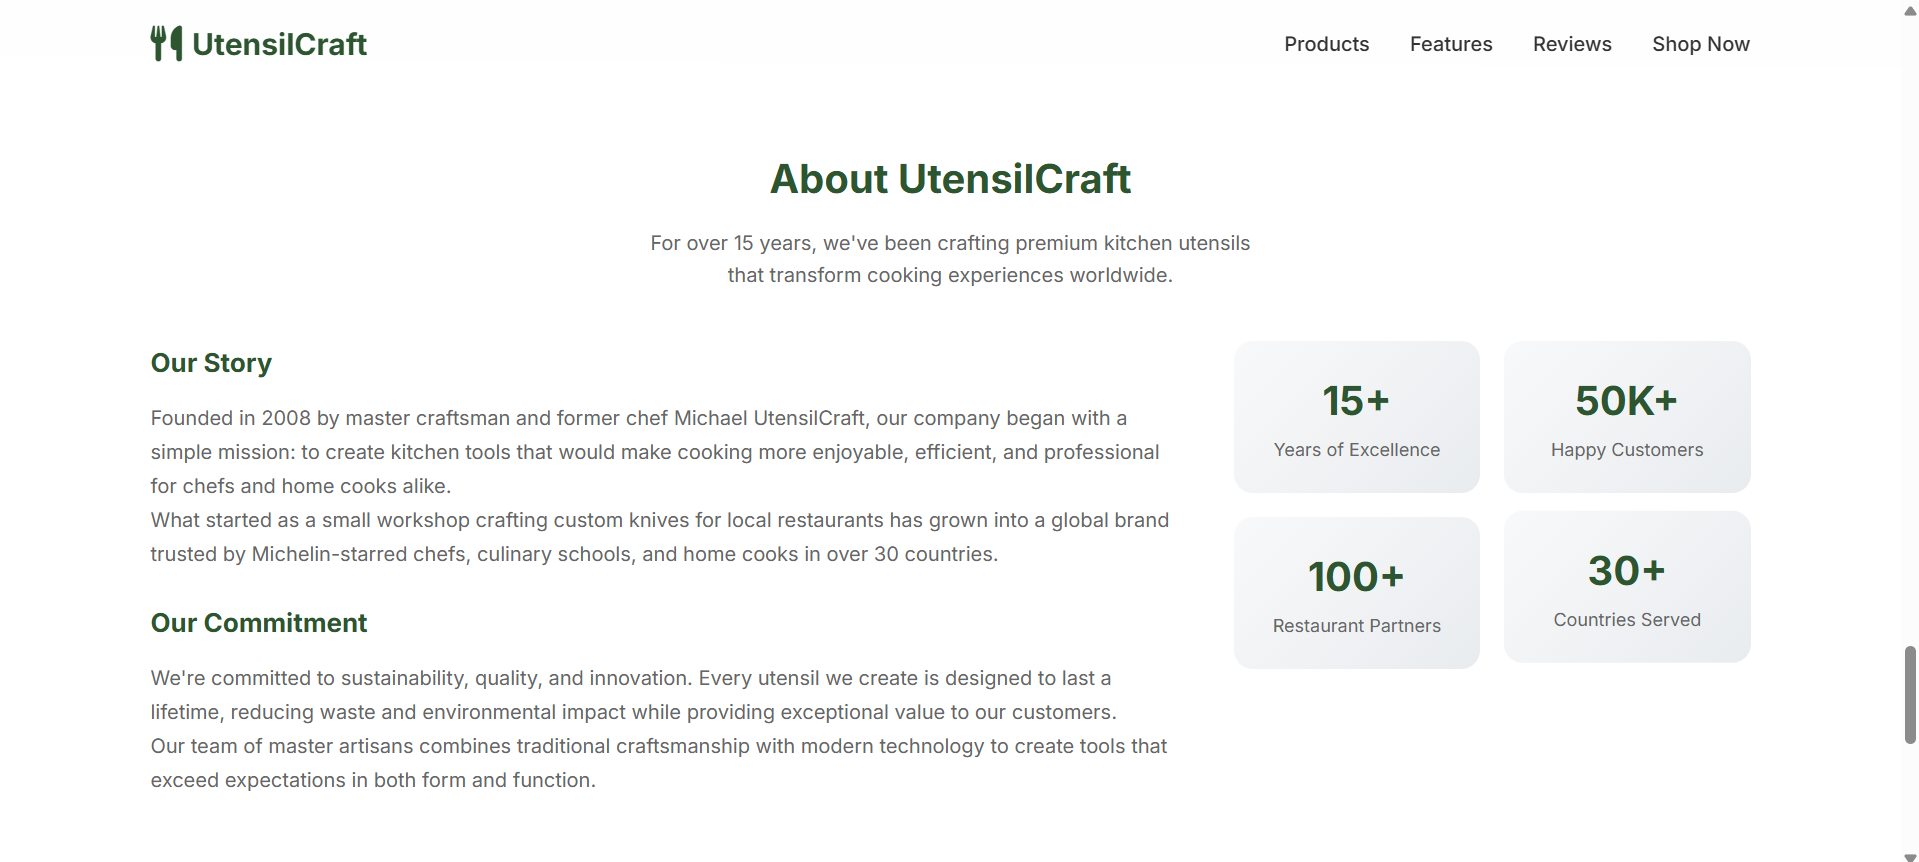 UtensilCraft
Products
Features
Reviews
Shop Now
About UtensilCraft
For over 15 years, we've been crafting premium kitchen utensils
that transform cooking experiences worldwide.
Our Story
Founded in 2008 by master craftsman and former chef Michael UtensilCraft, our company began with a
simple mission: to create kitchen tools that would make cooking more enjoyable, efficient, and professional
for chefs and home cooks alike.
What started as a small workshop crafting custom knives for local restaurants has grown into a global brand
trusted by Michelin-starred chefs, culinary schools, and home cooks in over 30 countries.
Our Commitment
We're committed to sustainability, quality, and innovation. Every utensil we create is designed to last a
lifetime, reducing waste and environmental impact while providing exceptional value to our customers.
Our team of master artisans combines traditional craftsmanship with modern technology to create tools that
exceed expectations in both form and function.
15+
Years of Excellence
50K+
Happy Customers
100+
Restaurant Partners
30+
Countries Served